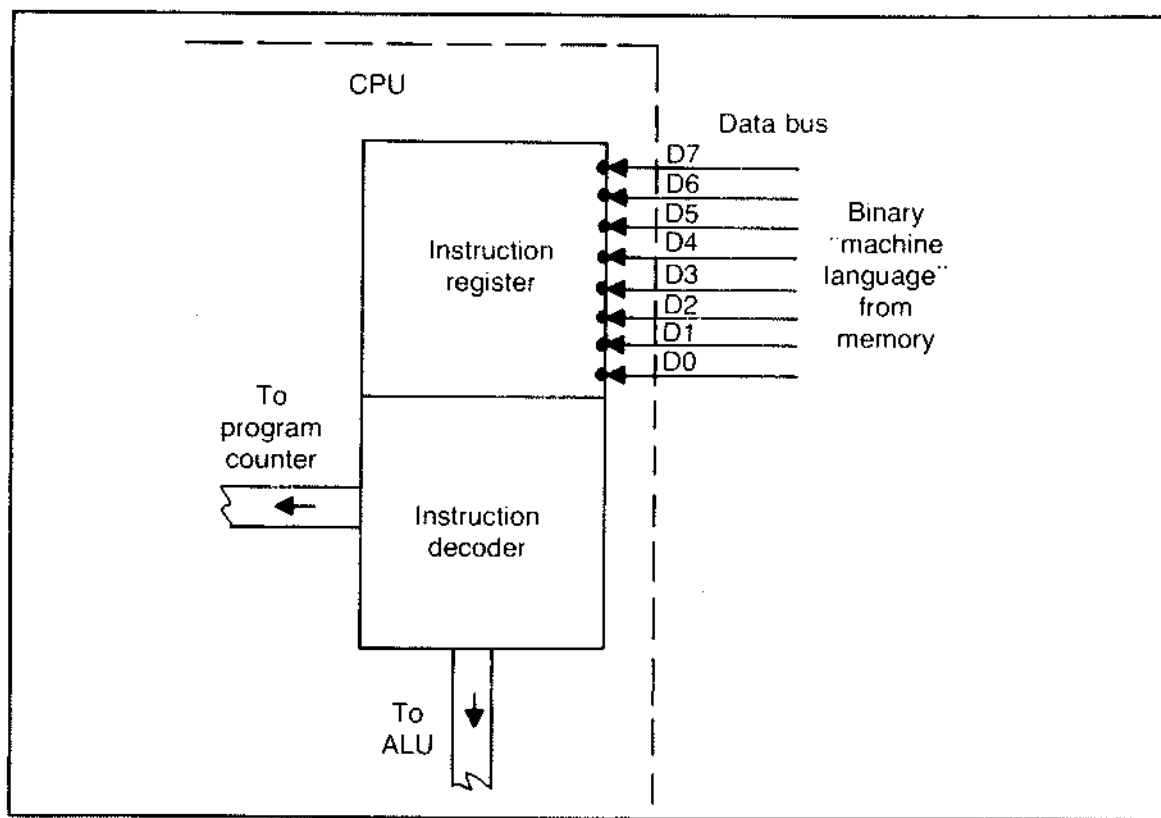 CPU
Data bus
D7
D6
D5
D4
D3
D2
D1
D0
Binary
"machine
language"
from
memory
Instruction
register
To
program
counter
Instruction
decoder
To
ALU